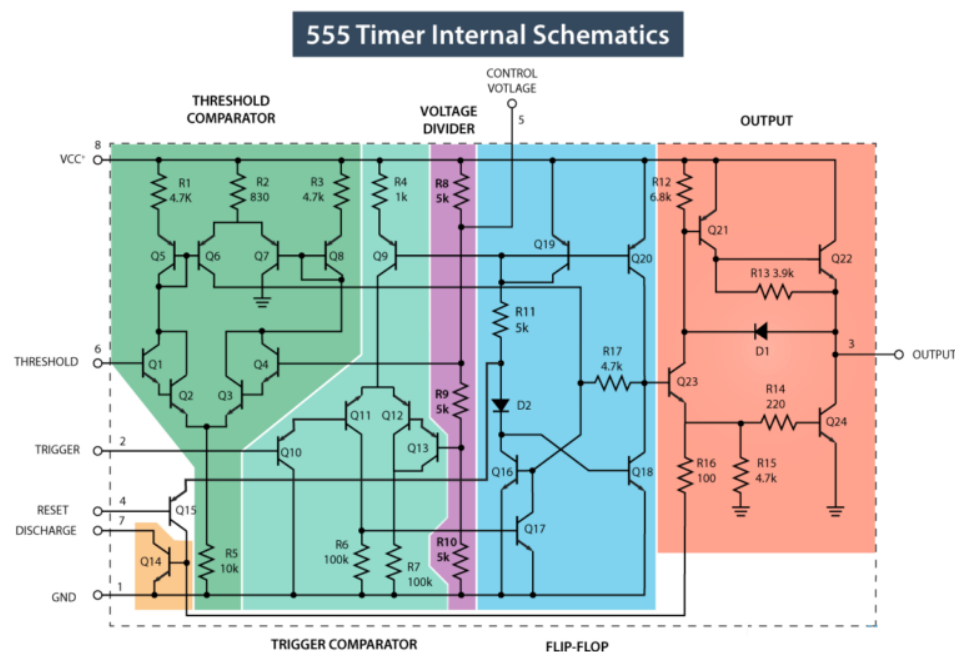 555 Timer Internal Schematics
CONTROL
VOTLAGE
THRESHOLD
COMPARATOR
VOLTAGE
DIVIDER
5
OUTPUT
8
VCC⁺
R1
4.7K
R2
830
R3
4.7k
R4
1k
R8
5k
R12
6.8k
Q5
Q6
Q7
Q8
Q9
Q19
Q20
Q21
Q22
R13 3.9k
R11
5k
D1
3
OUTPUT
6
THRESHOLD
Q1
Q2
Q3
Q4
R17
4.7k
Q23
R9
5k
D2
R14
220
Q24
Q11
Q12
2
TRIGGER
Q10
Q13
Q16
Q18
R16
100
R15
4.7k
4
RESET
Q15
7
DISCHARGE
Q17
Q14
R5
10k
R6
100k
R7
100k
R10
5k
1
GND
TRIGGER COMPARATOR
FLIP-FLOP